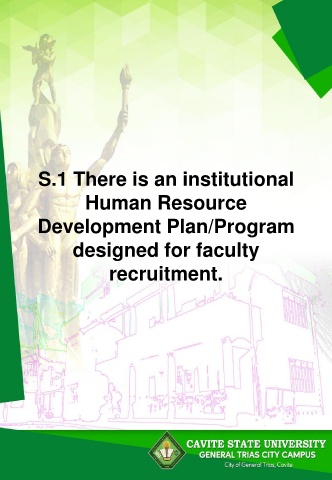 S.1 There is an institutional
Human Resource
Development Plan/Program
designed for faculty
recruitment.
CAVITE STATE UNIVERSITY
GENERAL TRIAS CITY CAMPUS
City of General Trias, Cavite